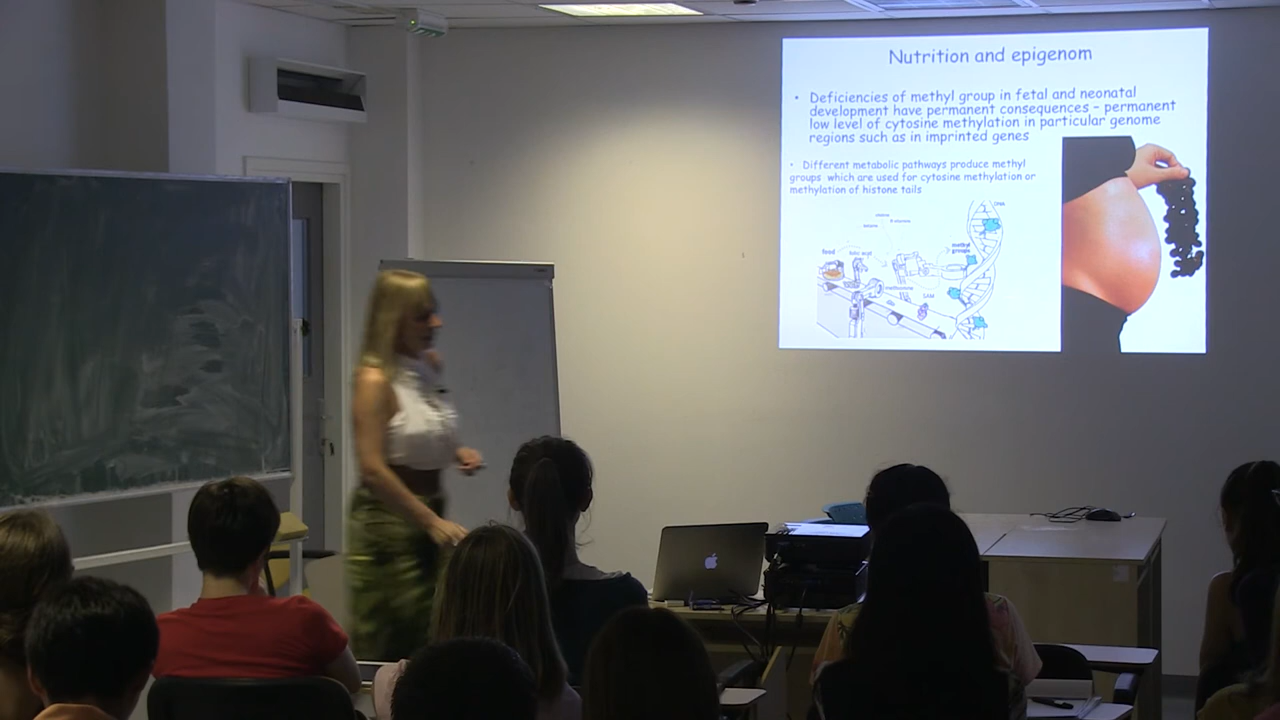 Nutrition and epigenom
• Deficiencies of methyl group in fetal and neonatal
development have permanent consequences – permanent
low level of cytosine methylation in particular genome
regions such as in imprinted genes
• Different metabolic pathways produce methyl
groups which are used for cytosine methylation or
methylation of histone tails
DNA
methyl
groups
food
folic acid
methionine
SAM